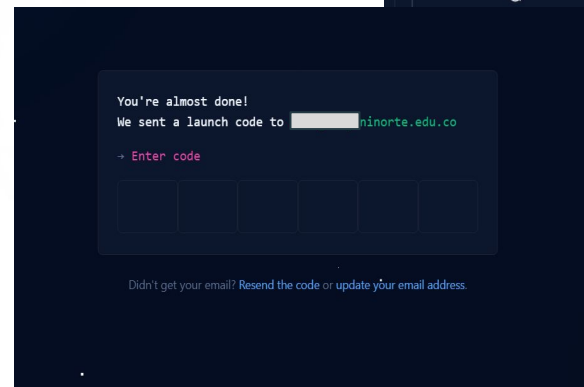 You're almost done!
We sent a launch code to ninorte.edu.co
→ Enter code
Didn't get your email? Resend the code or update your email address.